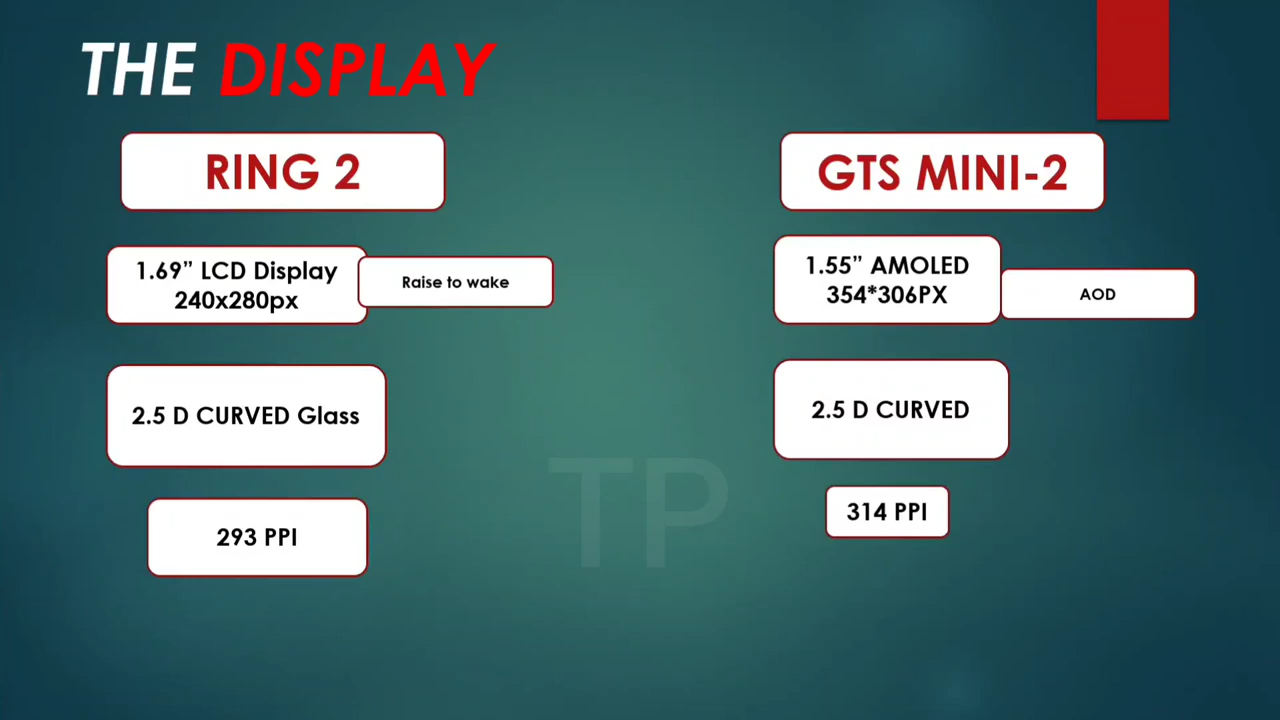 THE DISPLAY
RING 2
GTS MINI-2
1.69” LCD Display
240x280px
Raise to wake
1.55” AMOLED
354*306PX
AOD
2.5 D CURVED Glass
2.5 D CURVED
293 PPI
314 PPI
TP